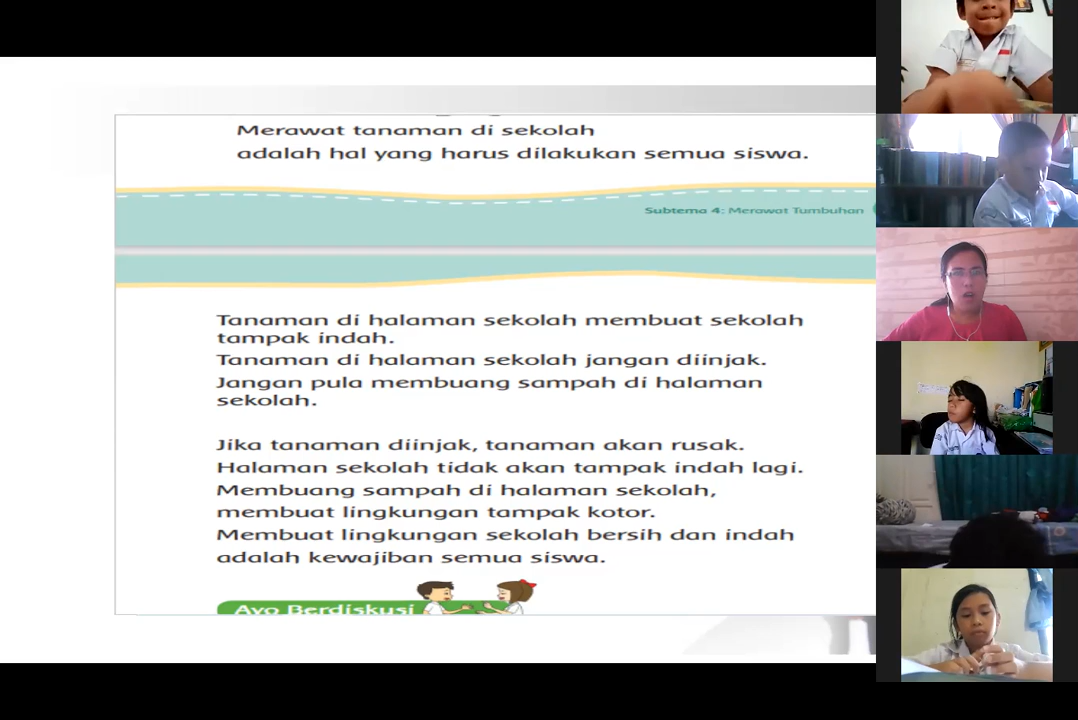 Merawat tanaman di sekolah
adalah hal yang harus dilakukan semua siswa.
Subtema 4: Merawat Tumbuhan
Tanaman di halaman sekolah membuat sekolah
tampak indah.
Tanaman di halaman sekolah jangan diinjak.
Jangan pula membuang sampah di halaman
sekolah.
Jika tanaman diinjak, tanaman akan rusak.
Halaman sekolah tidak akan tampak indah lagi.
Membuang sampah di halaman sekolah,
membuat lingkungan tampak kotor.
Membuat lingkungan sekolah bersih dan indah
adalah kewajiban semua siswa.
Ayo Berdiskusi